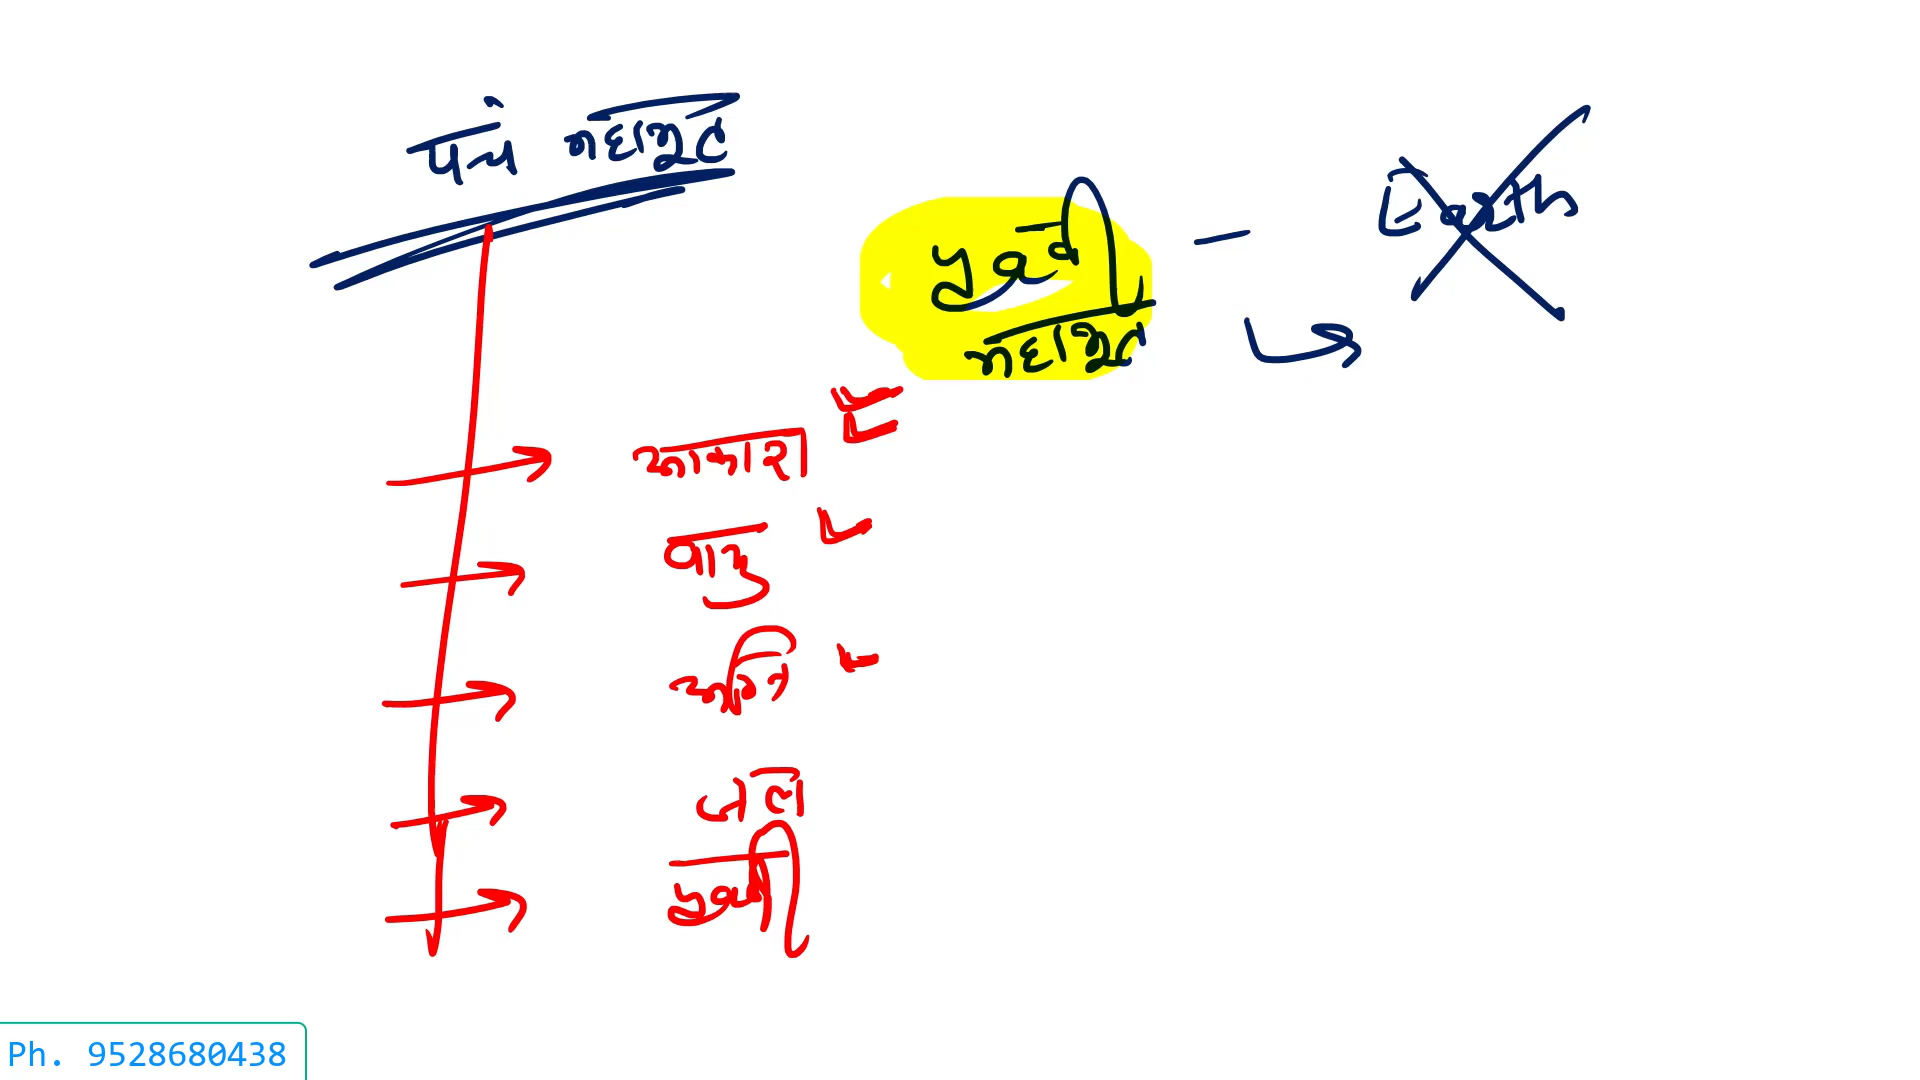 पंच महाभूत
पृथ्वी - Earth
महाभूत
आकाश
वायु
अग्नि
जल
पृथ्वी
Ph. 9528680438